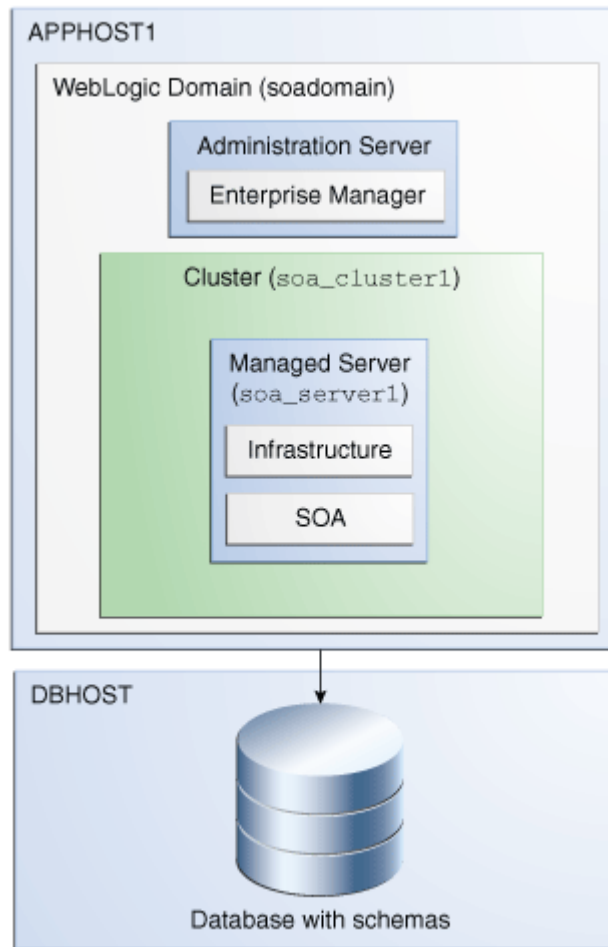 APPHOST1
WebLogic Domain (soadomain)
Administration Server
Enterprise Manager
Cluster (soa_cluster1)
Managed Server
(soa_server1)
Infrastructure
SOA
DBHOST
Database with schemas